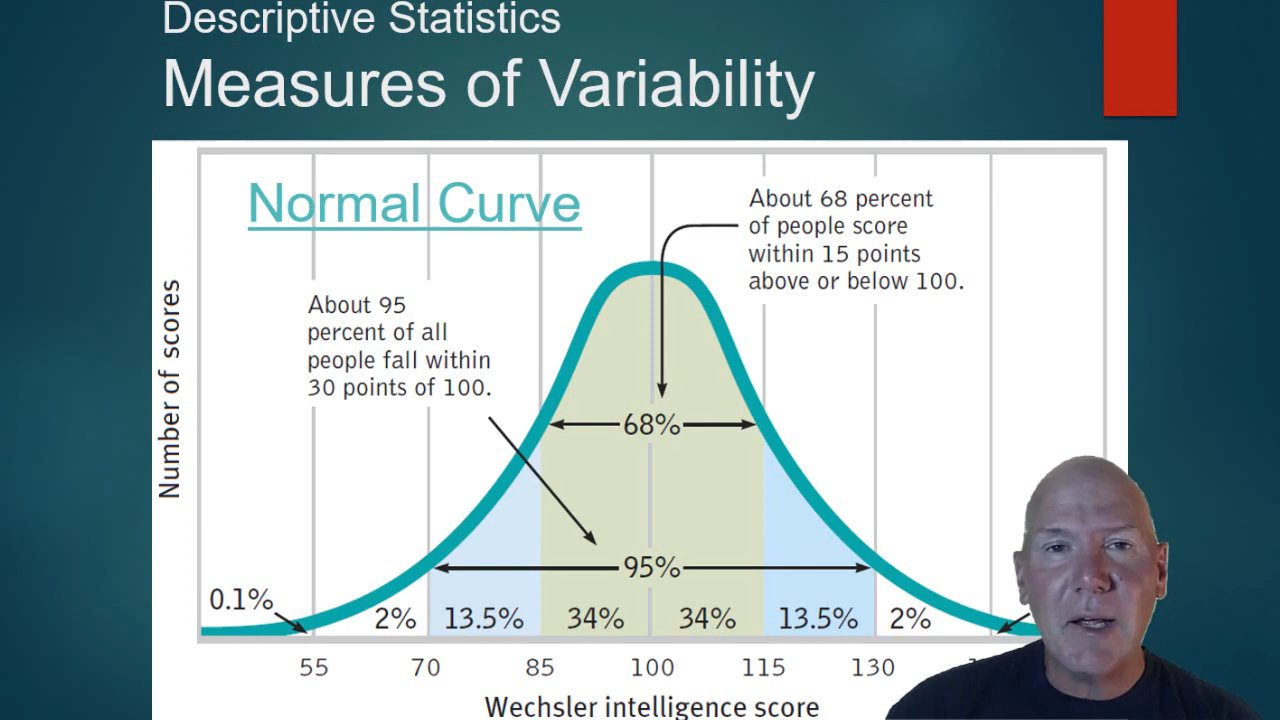 Descriptive Statistics
Measures of Variability
Normal Curve
About 68 percent
of people score
within 15 points
above or below 100.
About 95
percent of all
people fall within
30 points of 100.
Number of scores
68%
95%
0.1%
2%
13.5%
34%
34%
13.5%
2%
55
70
85
100
115
130
Wechsler intelligence score